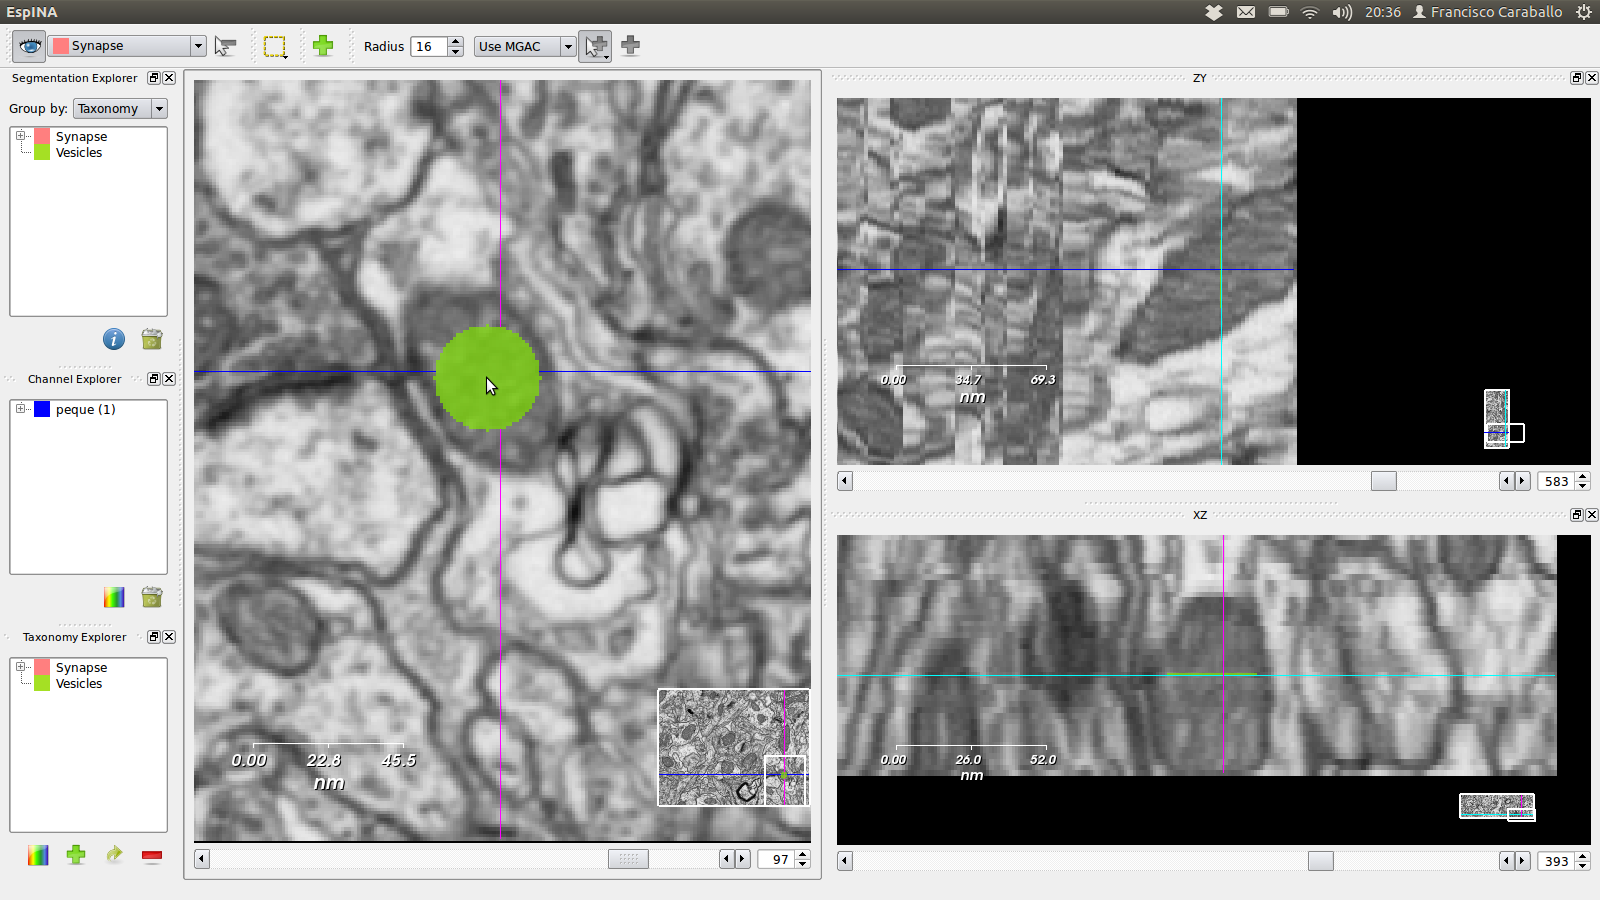 EspINA
20:36 Francisco Caraballo
Synapse
Radius 16 Use MGAC
Segmentation Explorer
Group by: Taxonomy
Synapse
Vesicles
Channel Explorer
peque (1)
Taxonomy Explorer
Synapse
Vesicles
0.00 22.8 45.5
nm
97
ZY
0.00 34.7 69.3
nm
583
XZ
0.00 26.0 52.0
nm
393